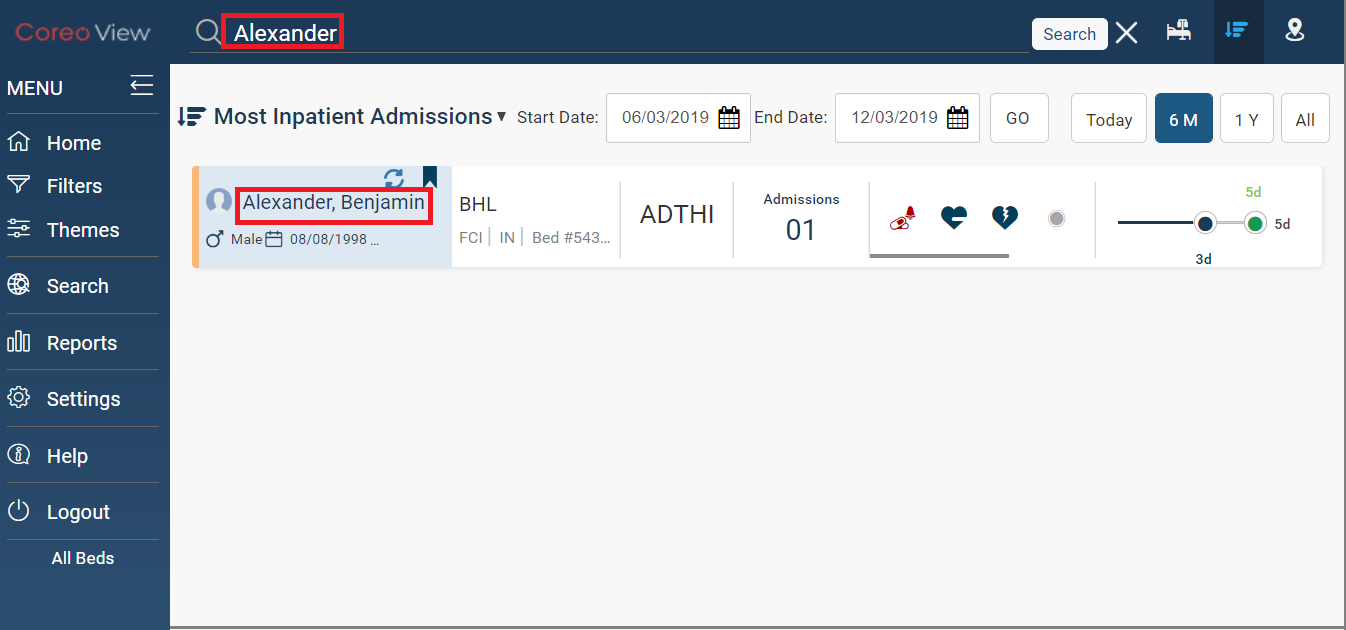 Coreo View
Alexander
Search
MENU
Home
Filters
Themes
Search
Reports
Settings
Help
Logout
All Beds
Most Inpatient Admissions ▾ Start Date: 06/03/2019 End Date: 12/03/2019 GO Today 6 M 1 Y All
Alexander, Benjamin
Male 08/08/1998 ...
BHL
FCI | IN | Bed #543...
ADTHI
Admissions
01
5d
5d
3d